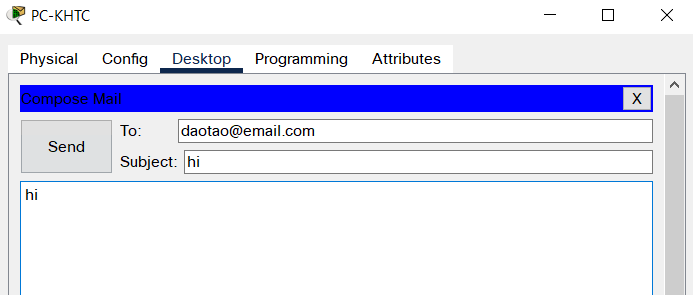 PC-KHTC
Physical Config Desktop Programming Attributes
Compose Mail X
Send
To: daotao@email.com
Subject: hi
hi